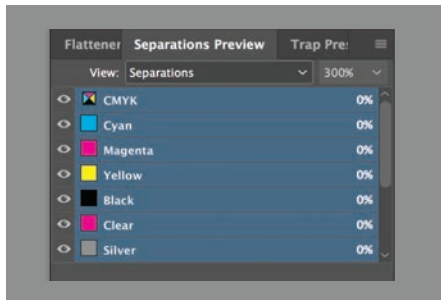 Flattener Separations Preview Trap Pre:
View: Separations 300%
CMYK 0%
Cyan 0%
Magenta 0%
Yellow 0%
Black 0%
Clear 0%
Silver 0%